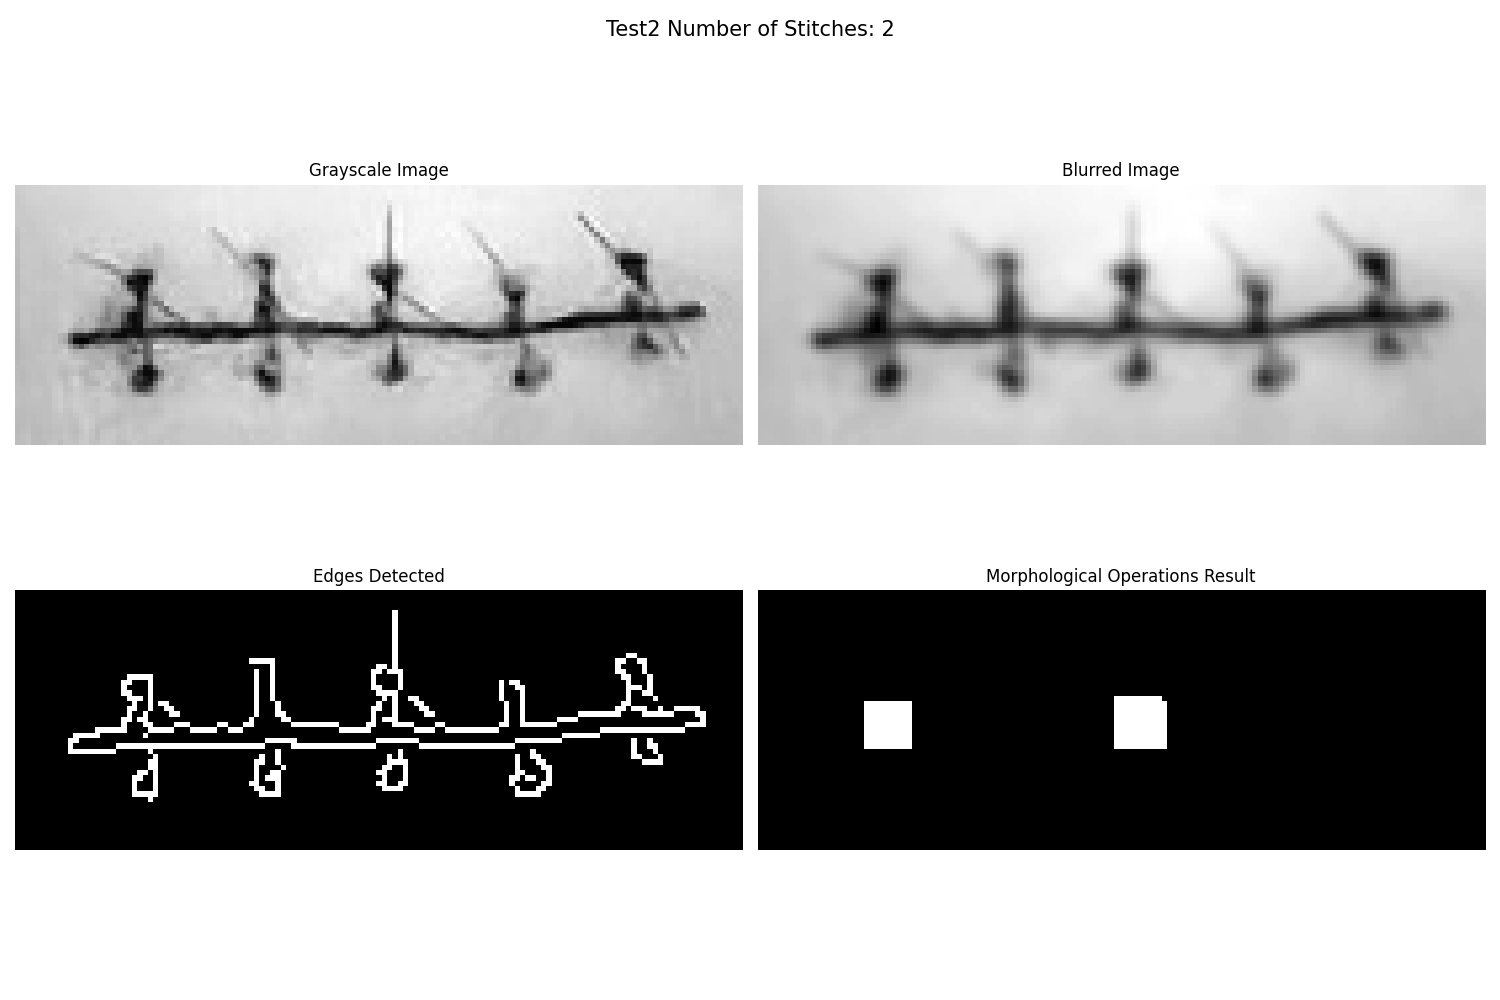 Test2 Number of Stitches: 2
Grayscale Image
Blurred Image
Edges Detected
Morphological Operations Result